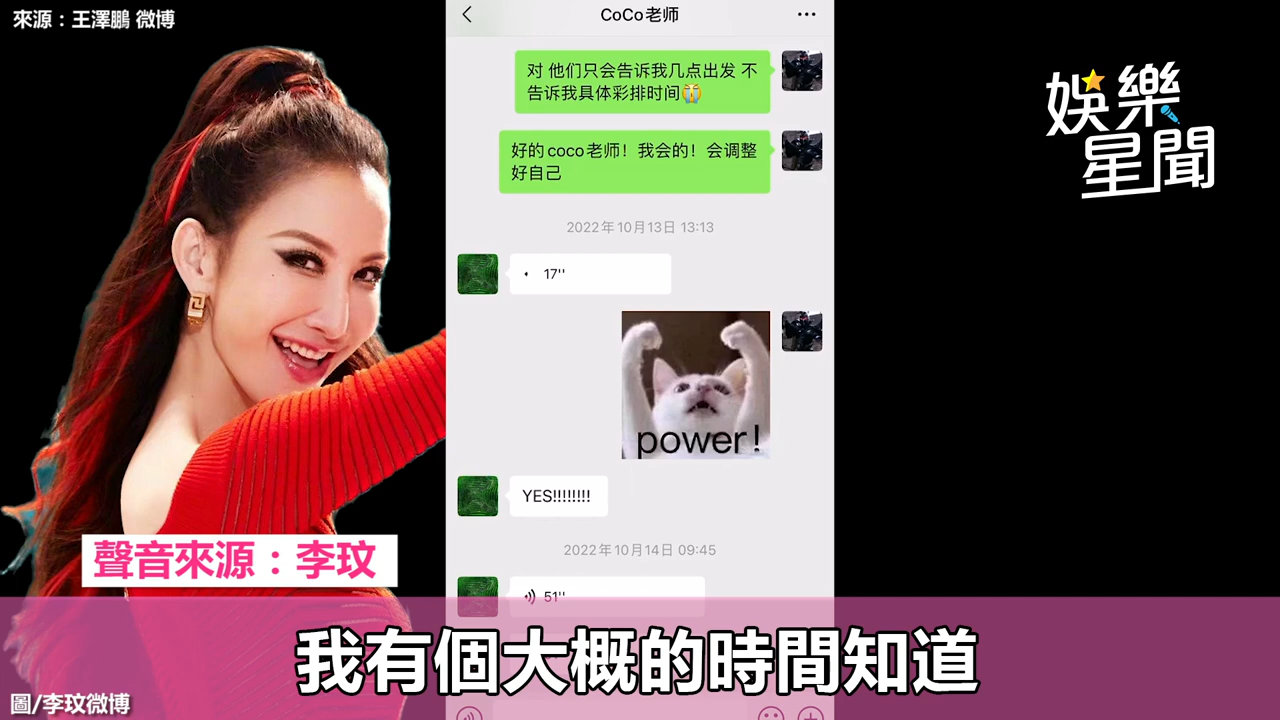 來源：王澤鵬 微博
CoCo老师
娛樂
星聞
对 他们只会告诉我几点出发 不
告诉我具体彩排时间😭
好的coco老师！我会的！会调整
好自己
2022年10月13日 13:13
17''
power!
YES!!!!!!!!
2022年10月14日 09:45
51''
聲音來源：李玟
我有個大概的時間知道
圖/李玟微博